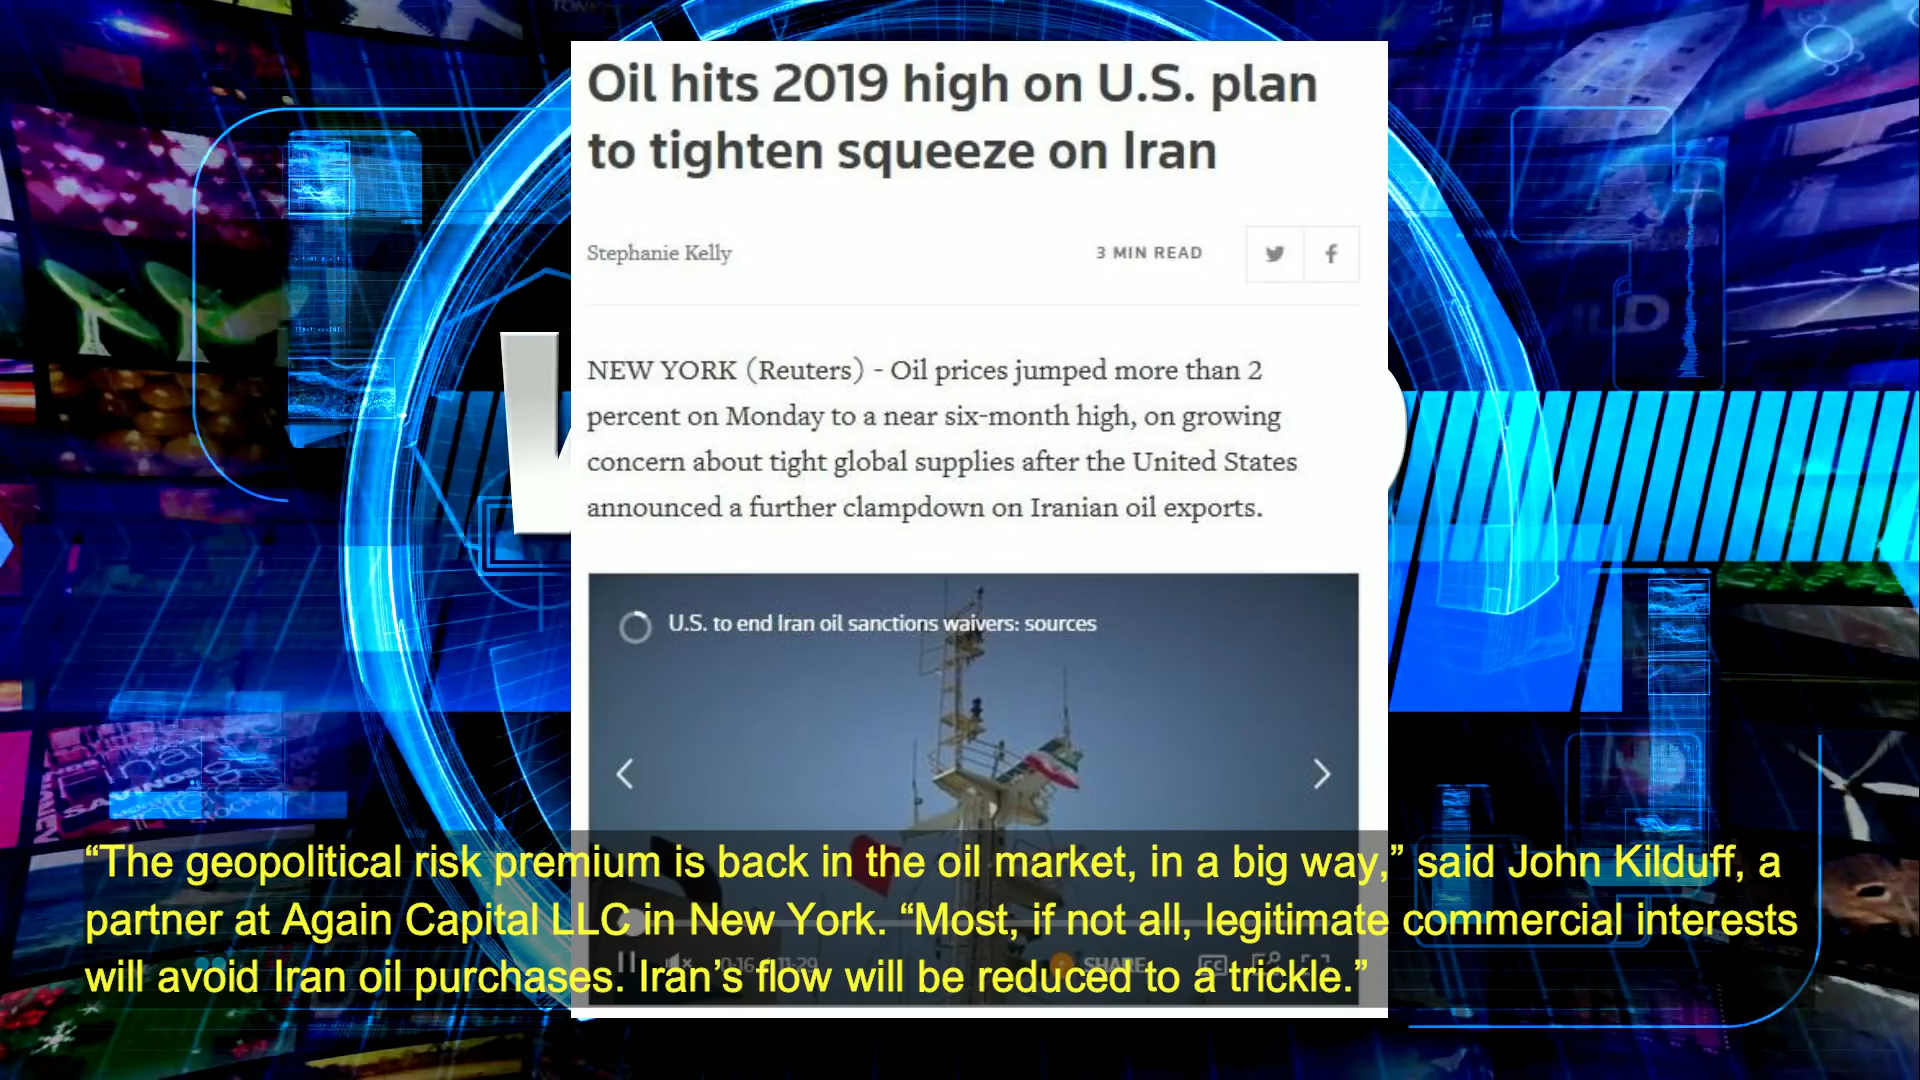 Oil hits 2019 high on U.S. plan
to tighten squeeze on Iran
Stephanie Kelly
3 MIN READ
NEW YORK (Reuters) - Oil prices jumped more than 2
percent on Monday to a near six-month high, on growing
concern about tight global supplies after the United States
announced a further clampdown on Iranian oil exports.
U.S. to end Iran oil sanctions waivers: sources
“The geopolitical risk premium is back in the oil market, in a big way,” said John Kilduff, a
partner at Again Capital LLC in New York. “Most, if not all, legitimate commercial interests
will avoid Iran oil purchases. Iran’s flow will be reduced to a trickle.”
SHARE
SAVINGS